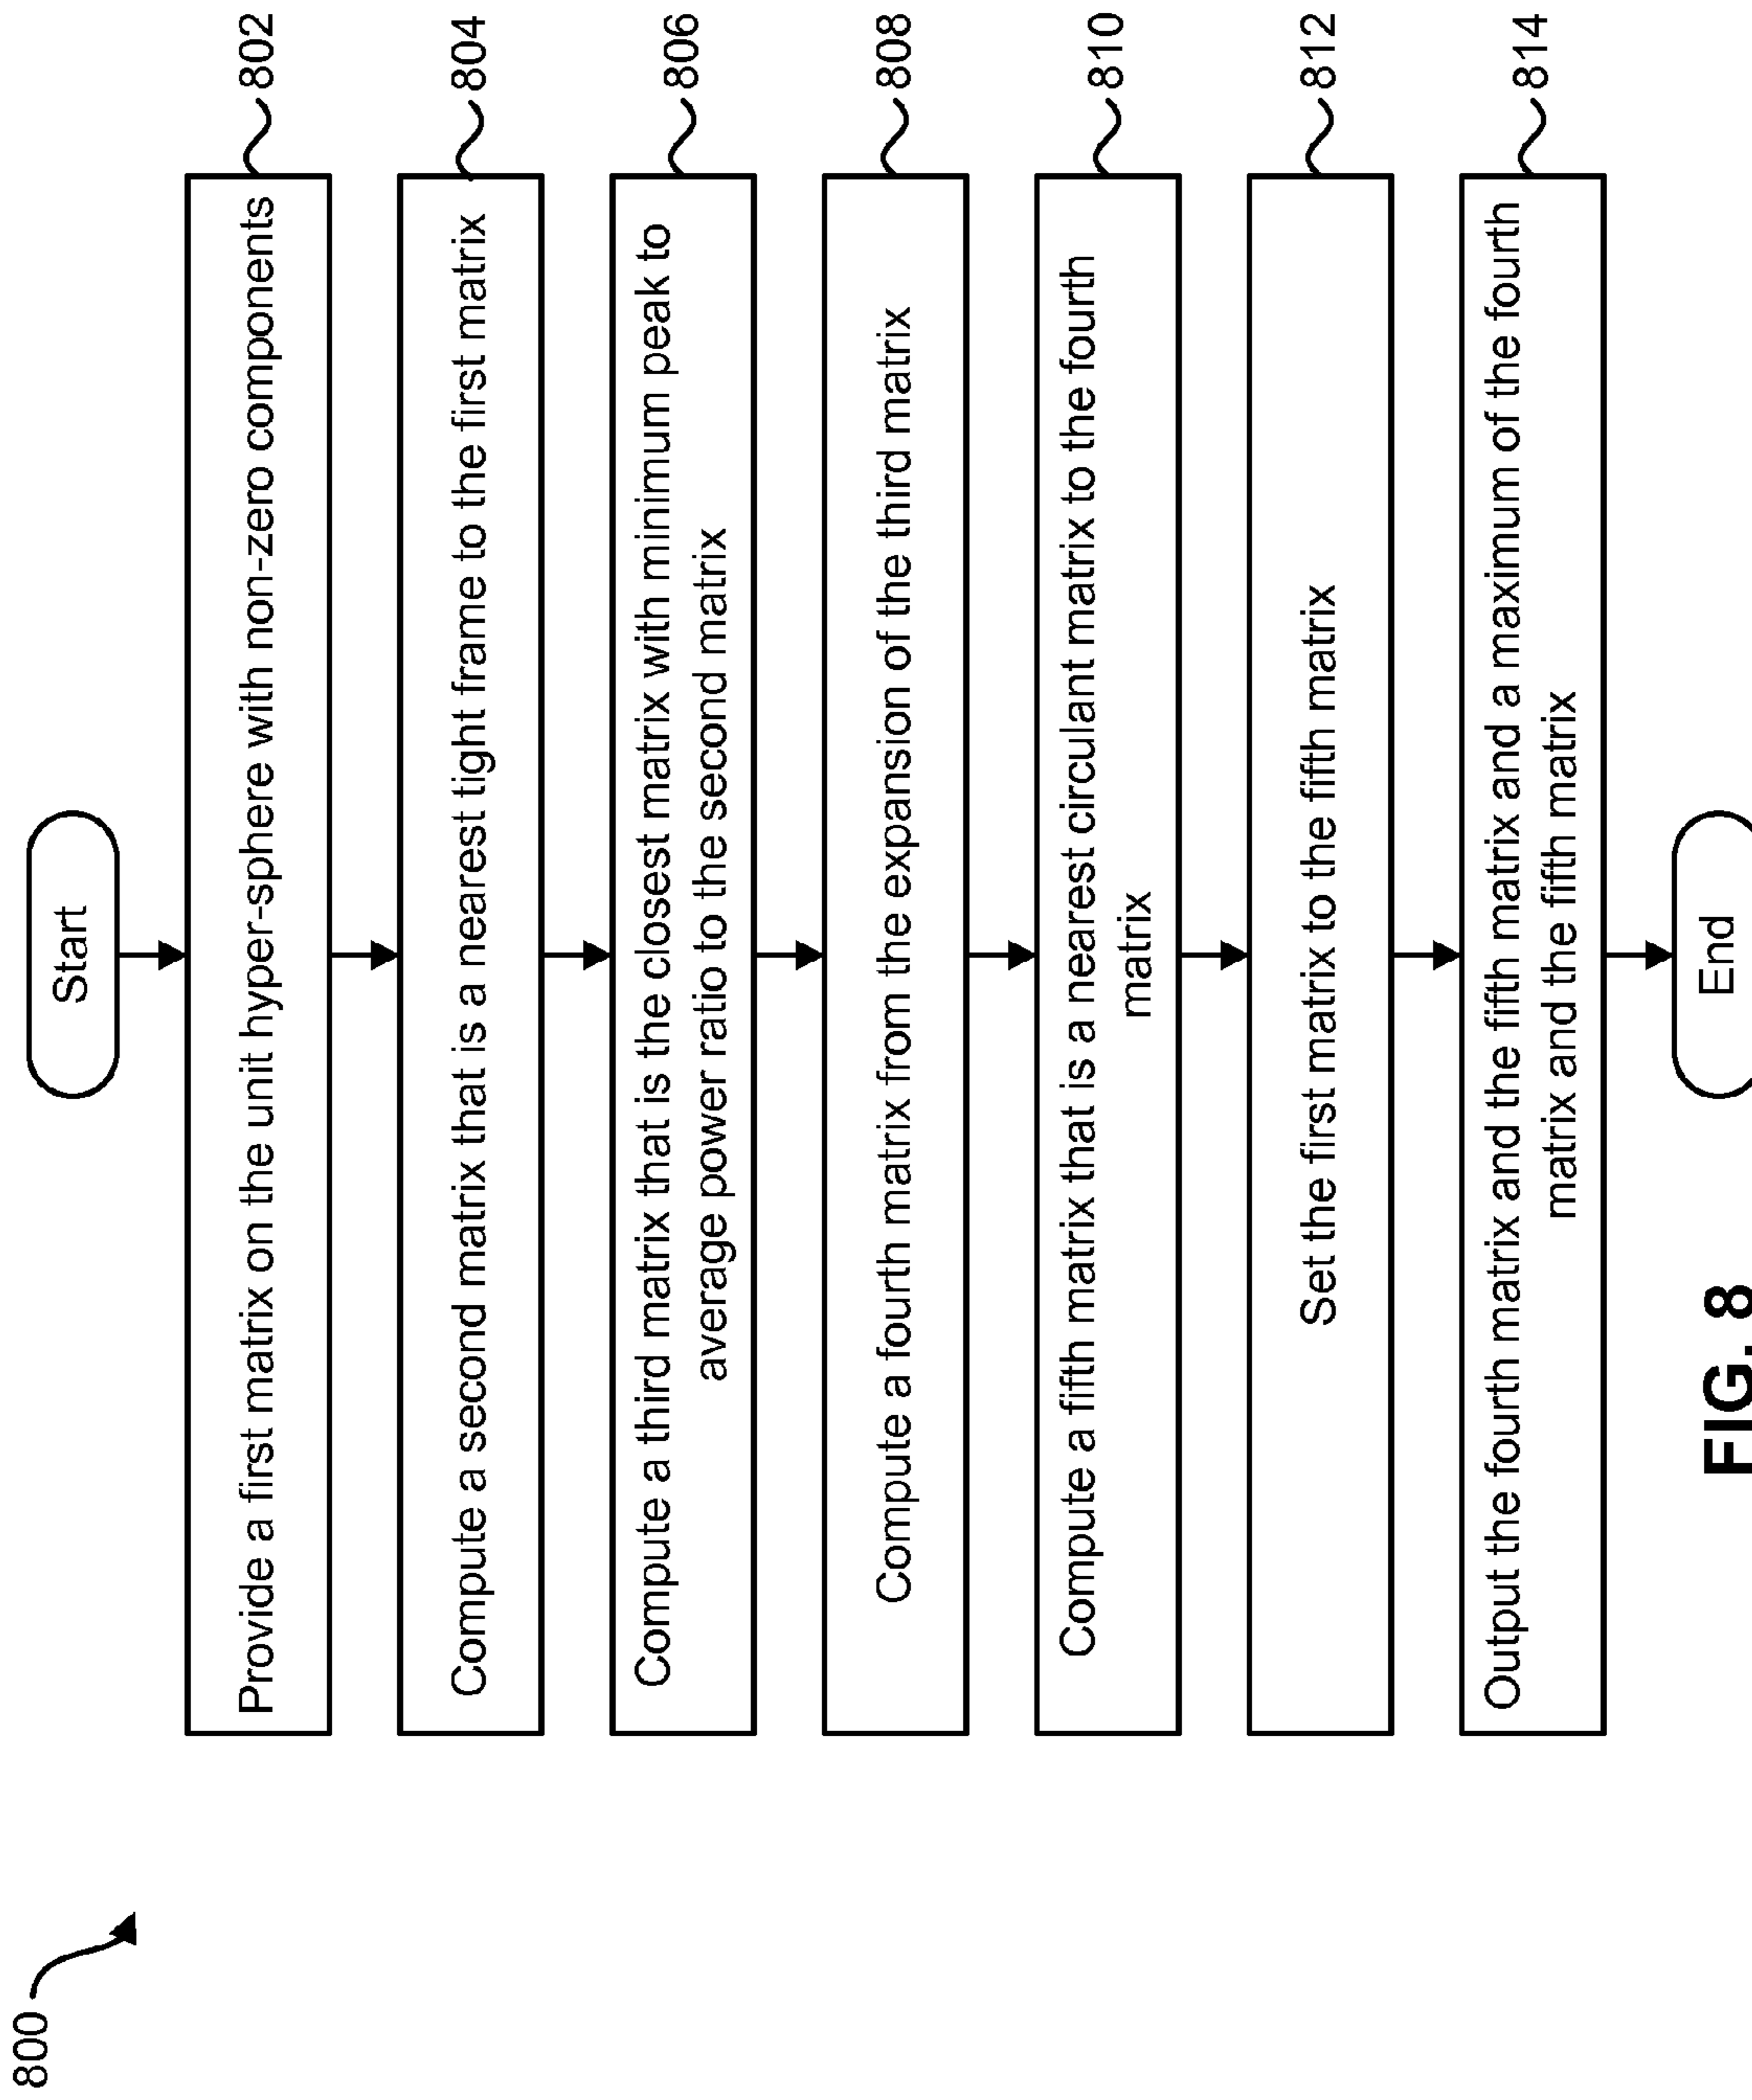 800
Start
Provide a first matrix on the unit hyper-sphere with non-zero components
802
Compute a second matrix that is a nearest tight frame to the first matrix
804
Compute a third matrix that is the closest matrix with minimum peak to
average power ratio to the second matrix
806
Compute a fourth matrix from the expansion of the third matrix
808
Compute a fifth matrix that is a nearest circulant matrix to the fourth
matrix
810
Set the first matrix to the fifth matrix
812
Output the fourth matrix and the fifth matrix and a maximum of the fourth
matrix and the fifth matrix
814
End
FIG. 8